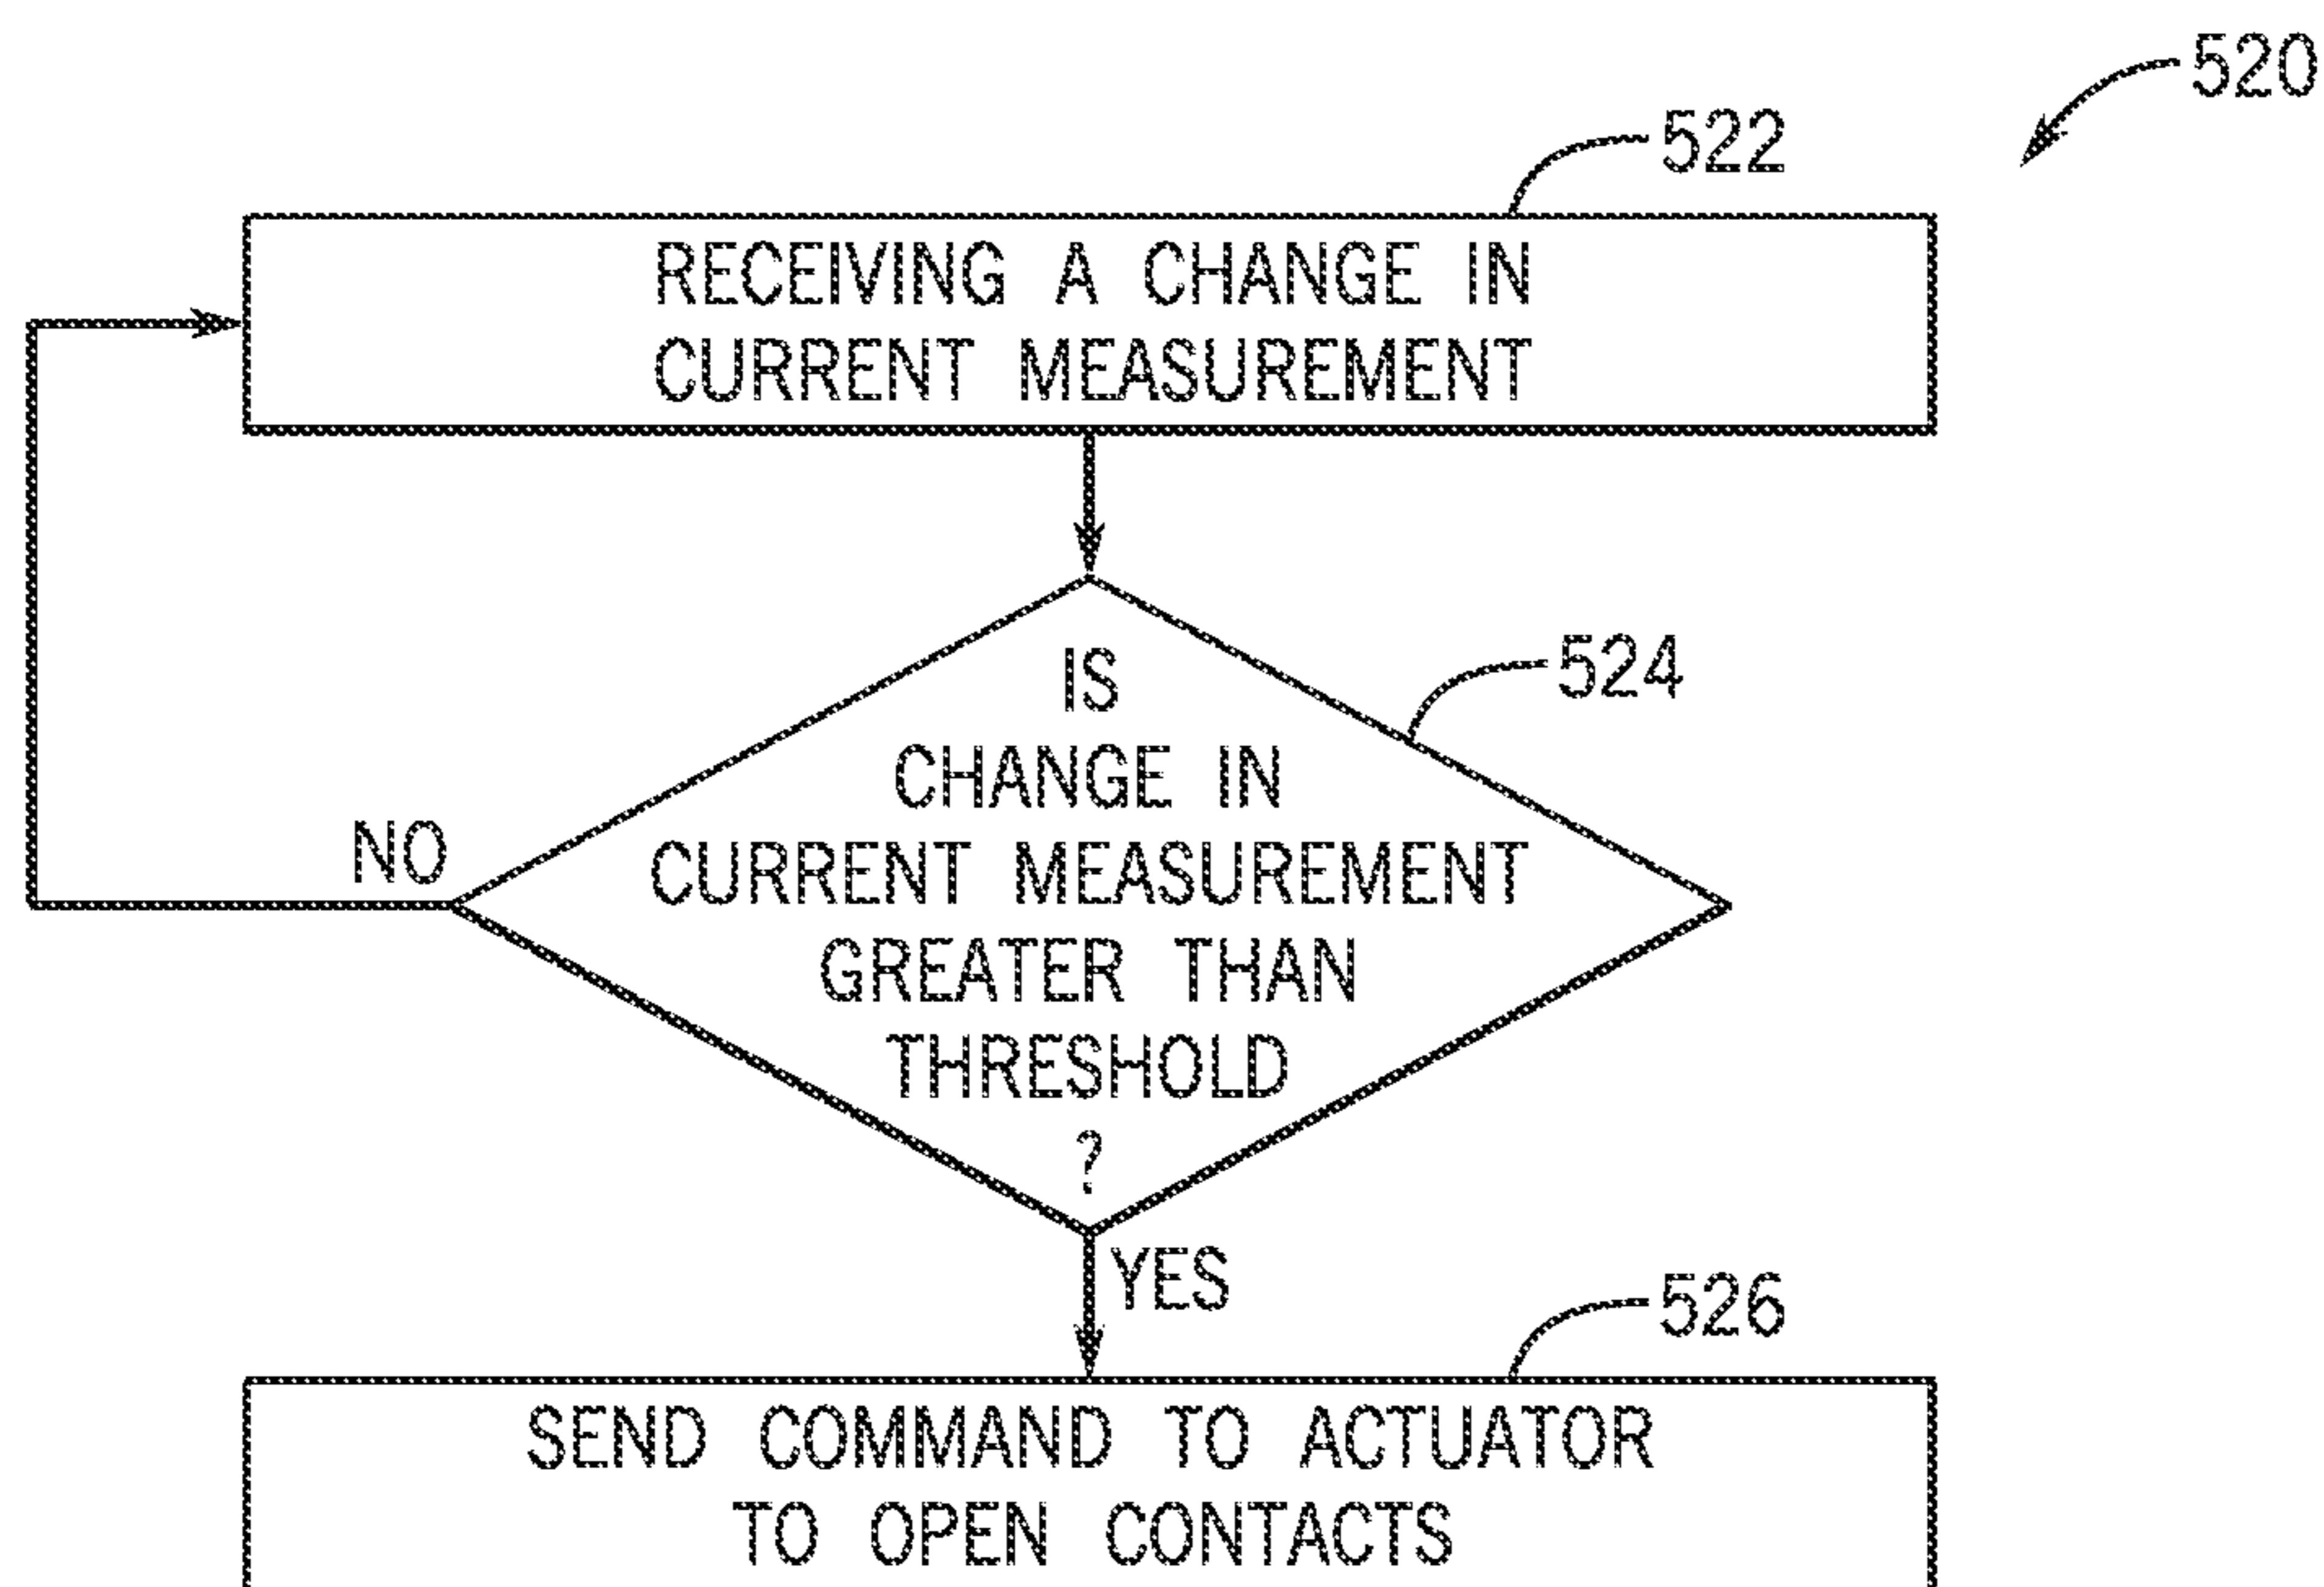 520
522
RECEIVING A CHANGE IN
CURRENT MEASUREMENT
524
IS
CHANGE IN
CURRENT MEASUREMENT
GREATER THAN
THRESHOLD
?
NO
YES
526
SEND COMMAND TO ACTUATOR
TO OPEN CONTACTS